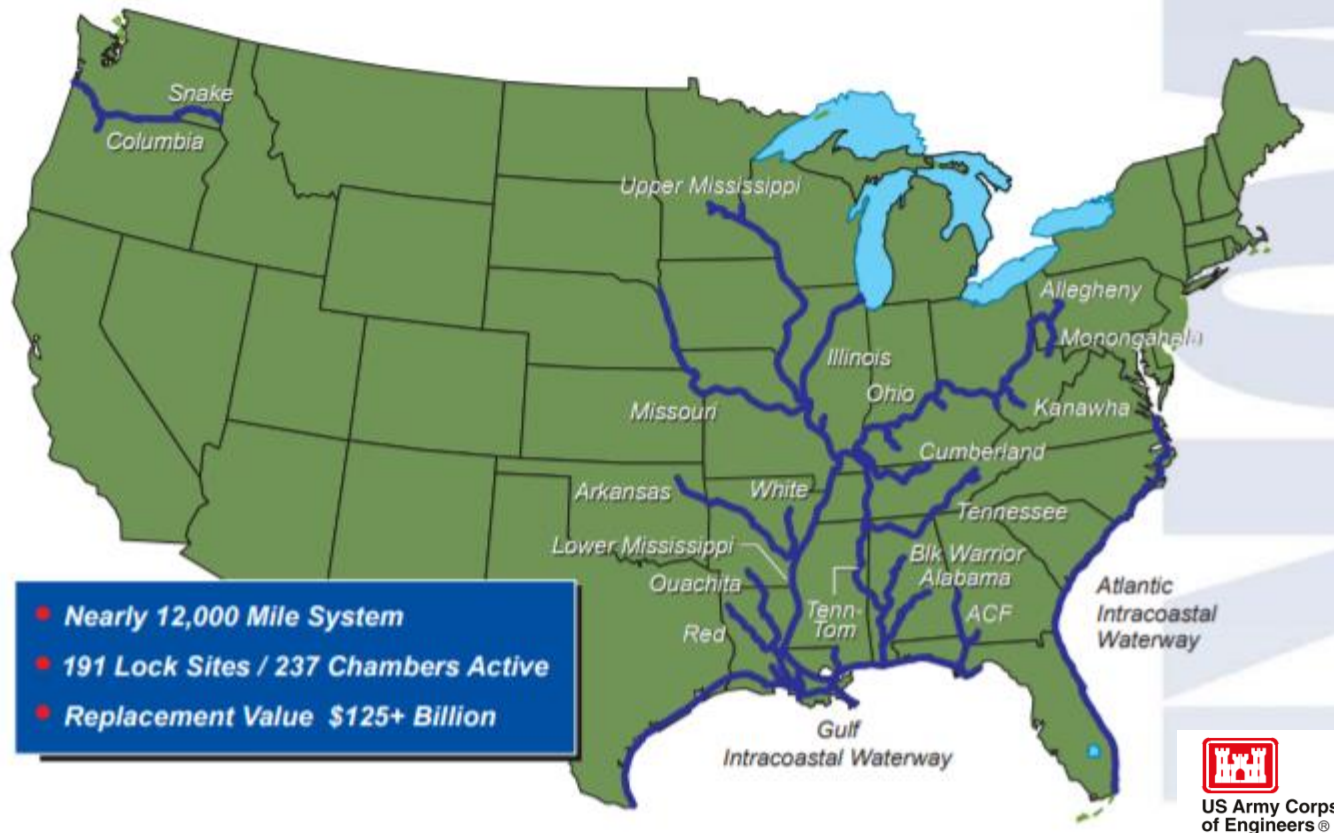 Snake
Columbia
Upper Mississippi
Allegheny
Monongahela
Illinois
Ohio
Missouri
Kanawha
Cumberland
Arkansas
White
Tennessee
Lower Mississippi
Blk Warrior
Alabama
Ouachita
Tenn-
Tom
ACF
Red
Atlantic
Intracoastal
Waterway
Nearly 12,000 Mile System
191 Lock Sites / 237 Chambers Active
Replacement Value $125+ Billion
Gulf
Intracoastal Waterway
US Army Corps
of Engineers ®